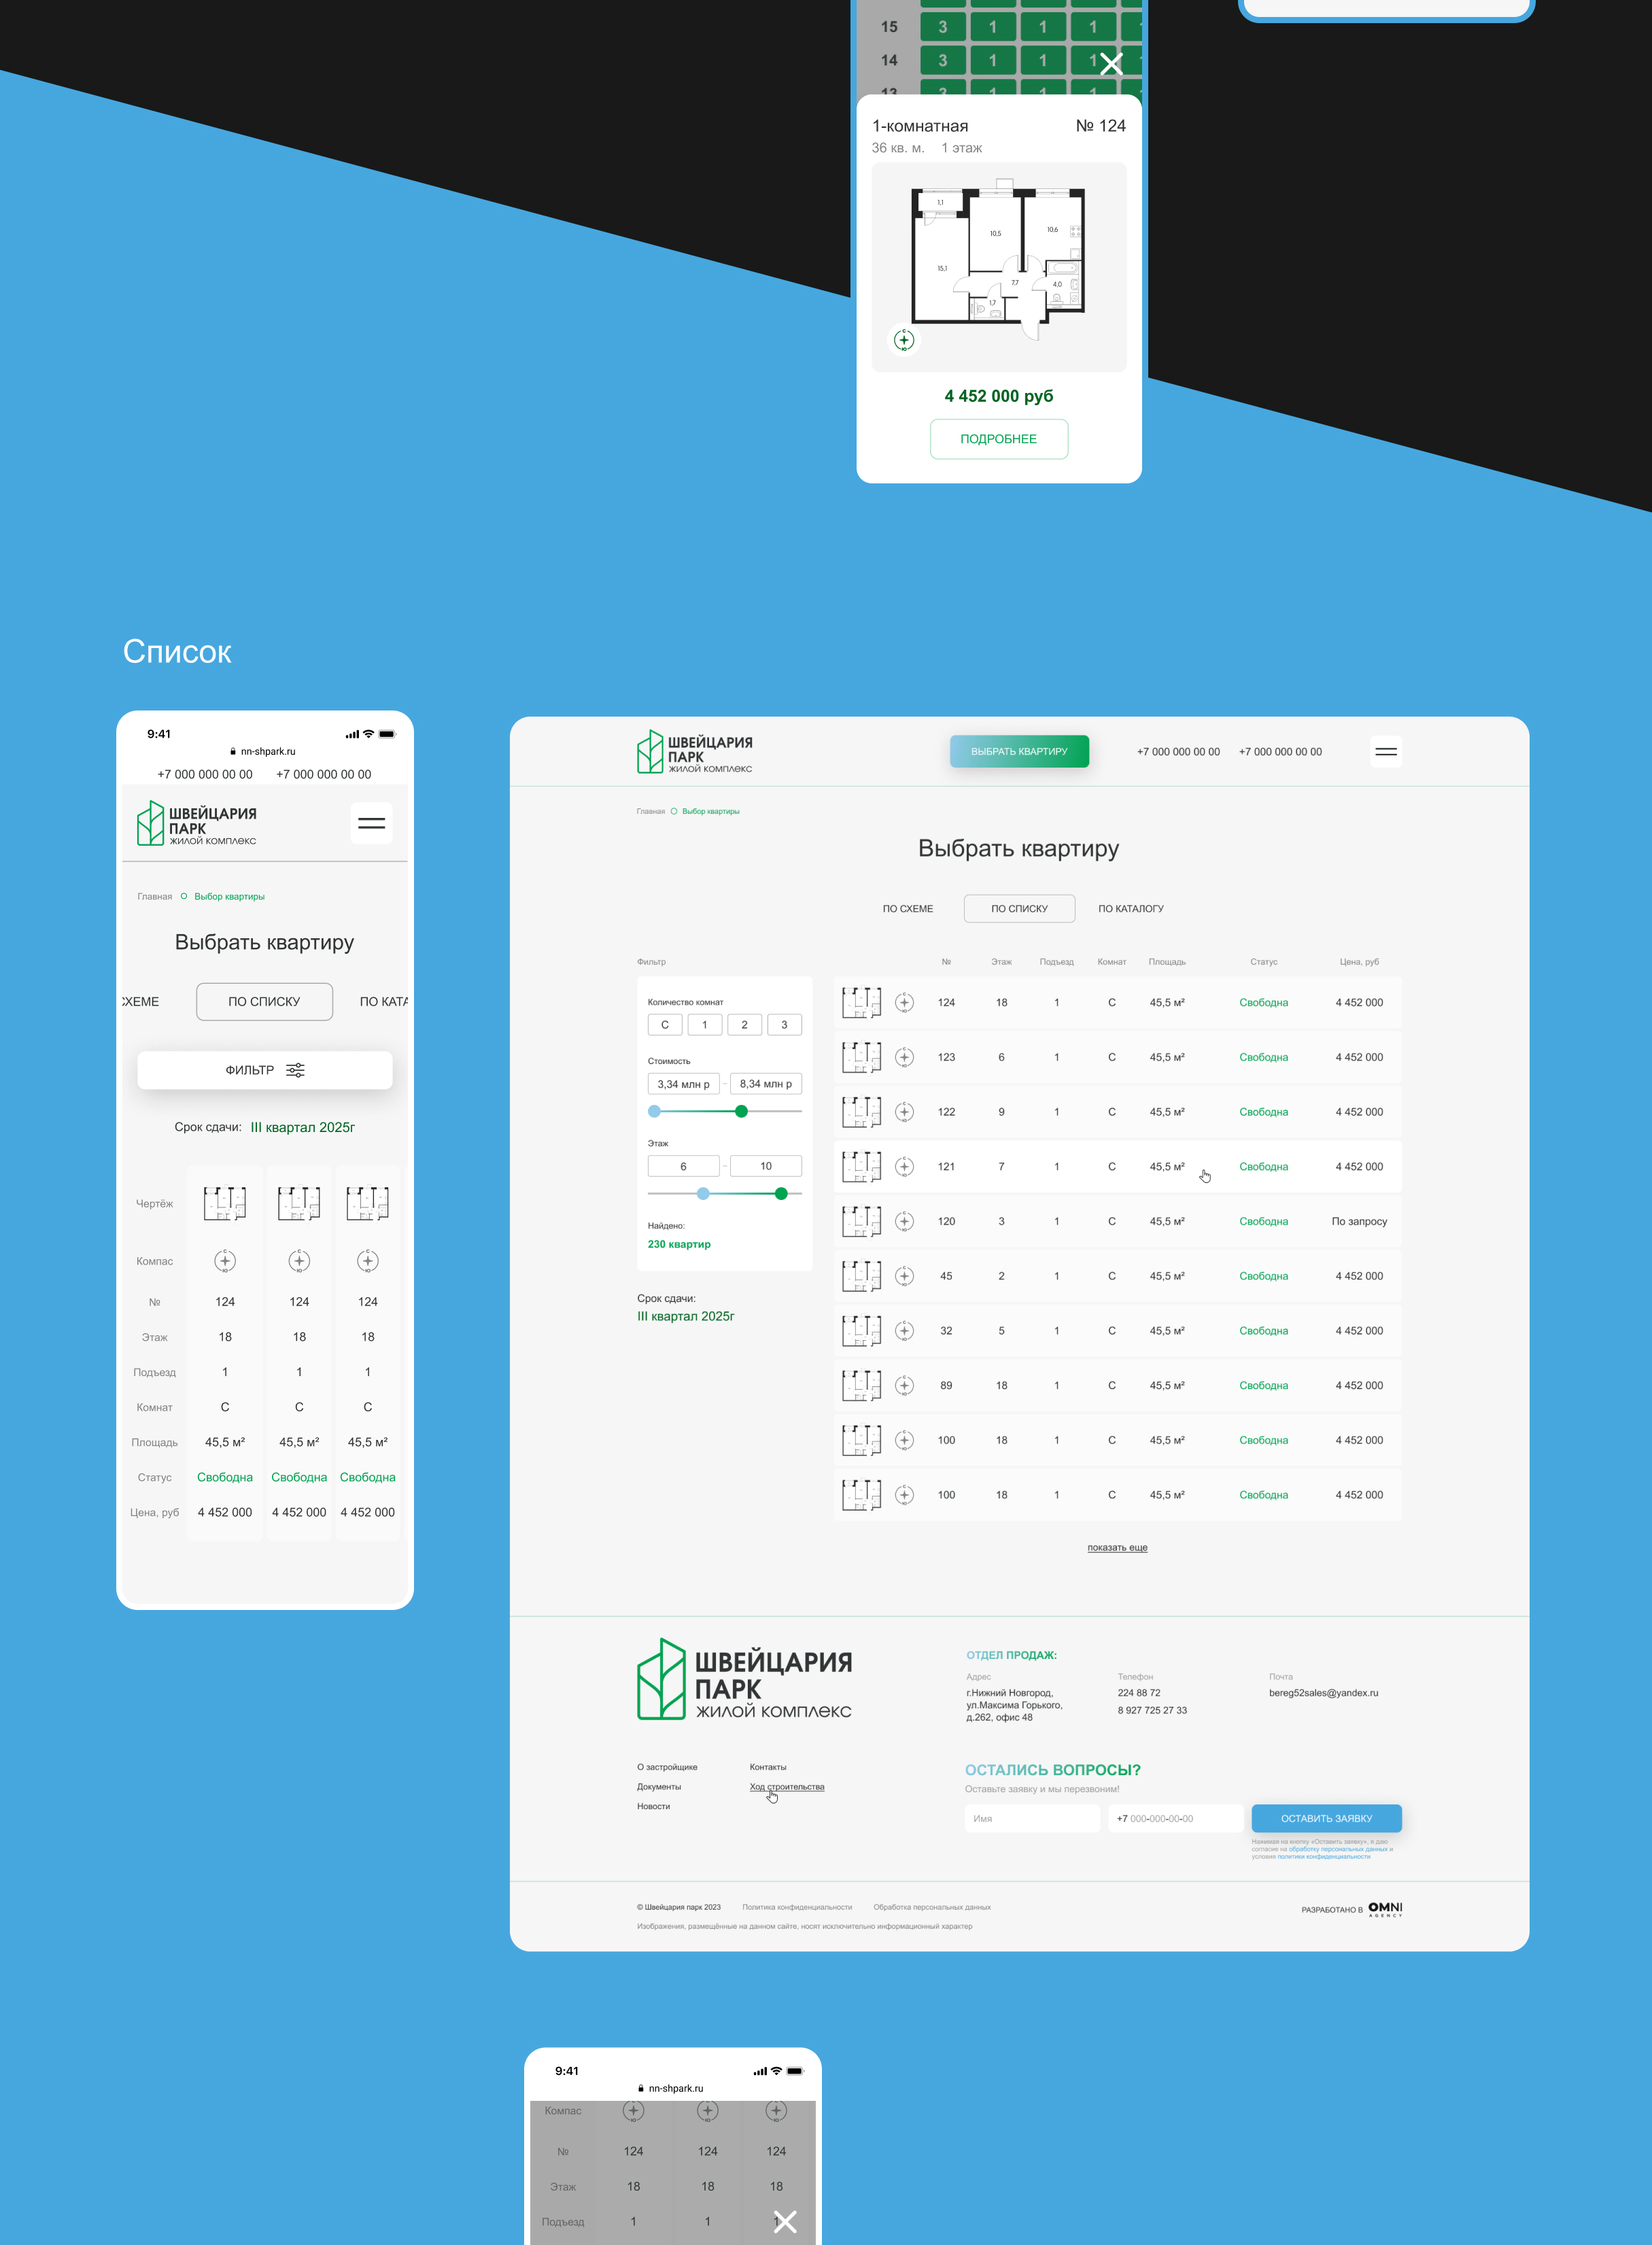 15 3 1 1 1 1
14 3 1 1 1 1
13 3 1 1 1 1
1-комнатная № 124
36 кв. м. 1 этаж
1,1
10,5
10,6
15,1
7,7
4,0
1,7
С
Ю
4 452 000 руб
ПОДРОБНЕЕ
Список
9:41
nn-shpark.ru
+7 000 000 00 00 +7 000 000 00 00
ШВЕЙЦАРИЯ
ПАРК
ЖИЛОЙ КОМПЛЕКС
Главная Выбор квартиры
Выбрать квартиру
СХЕМЕ ПО СПИСКУ ПО КАТА
ФИЛЬТР
Срок сдачи: III квартал 2025г
Чертёж
Компас С Ю С Ю С Ю
№ 124 124 124
Этаж 18 18 18
Подъезд 1 1 1
Комнат С С С
Площадь 45,5 м² 45,5 м² 45,5 м²
Статус Свободна Свободна Свободна
Цена, руб 4 452 000 4 452 000 4 452 000
ШВЕЙЦАРИЯ
ПАРК
ЖИЛОЙ КОМПЛЕКС
ВЫБРАТЬ КВАРТИРУ
+7 000 000 00 00 +7 000 000 00 00
Главная Выбор квартиры
Выбрать квартиру
ПО СХЕМЕ ПО СПИСКУ ПО КАТАЛОГУ
Фильтр
Количество комнат
С 1 2 3
Стоимость
3,34 млн р – 8,34 млн р
Этаж
6 – 10
Найдено:
230 квартир
Срок сдачи:
III квартал 2025г
№ Этаж Подъезд Комнат Площадь Статус Цена, руб
124 18 1 С 45,5 м² Свободна 4 452 000
123 6 1 С 45,5 м² Свободна 4 452 000
122 9 1 С 45,5 м² Свободна 4 452 000
121 7 1 С 45,5 м² Свободна 4 452 000
120 3 1 С 45,5 м² Свободна По запросу
45 2 1 С 45,5 м² Свободна 4 452 000
32 5 1 С 45,5 м² Свободна 4 452 000
89 18 1 С 45,5 м² Свободна 4 452 000
100 18 1 С 45,5 м² Свободна 4 452 000
100 18 1 С 45,5 м² Свободна 4 452 000
показать еще
ШВЕЙЦАРИЯ
ПАРК
ЖИЛОЙ КОМПЛЕКС
О застройщике Контакты
Документы Ход строительства
Новости
ОТДЕЛ ПРОДАЖ:
Адрес
г.Нижний Новгород,
ул.Максима Горького,
д.262, офис 48
Телефон
224 88 72
8 927 725 27 33
Почта
bereg52sales@yandex.ru
ОСТАЛИСЬ ВОПРОСЫ?
Оставьте заявку и мы перезвоним!
Имя +7 000-000-00-00 ОСТАВИТЬ ЗАЯВКУ
Нажимая на кнопку «Оставить заявку», я даю
согласие на обработку персональных данных и
условия политики конфиденциальности
© Швейцария парк 2023 Политика конфиденциальности Обработка персональных данных
Изображения, размещённые на данном сайте, носят исключительно информационный характер
РАЗРАБОТАНО В OMNI
AGENCY
9:41
nn-shpark.ru
Компас Ю Ю Ю
№ 124 124 124
Этаж 18 18 18
Подъезд 1 1 1